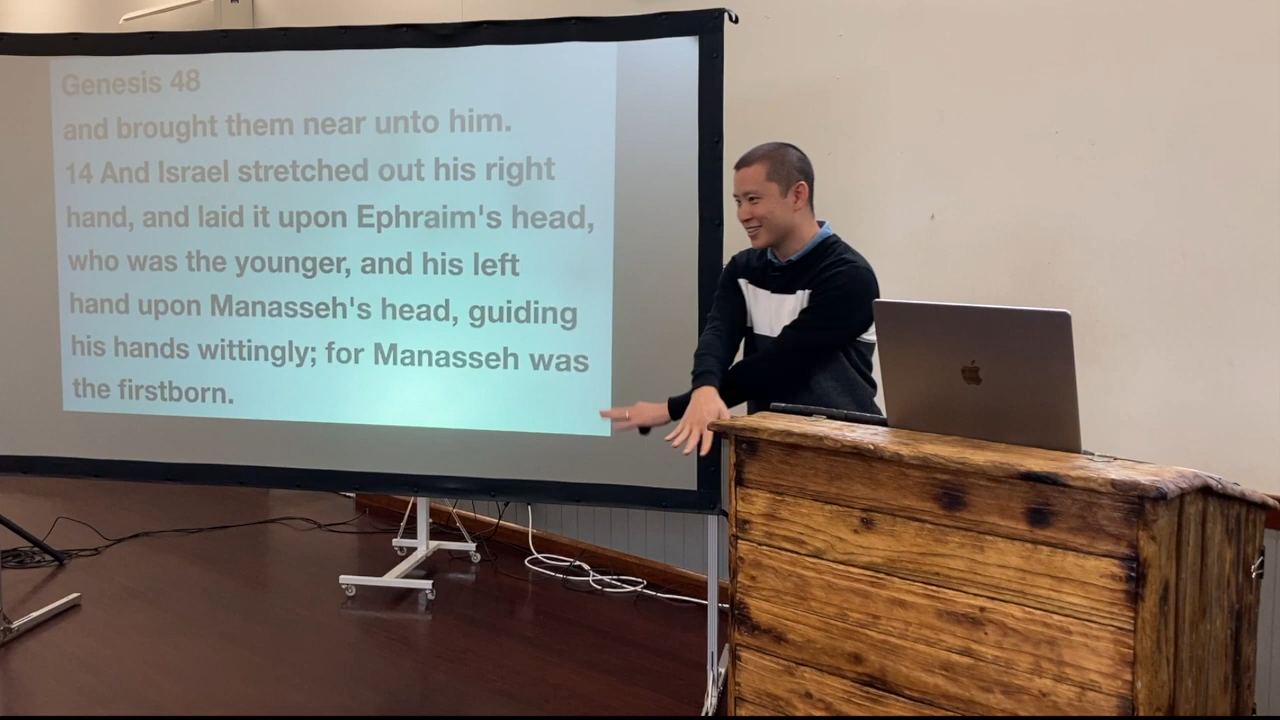 Genesis 48
and brought them near unto him.
14 And Israel stretched out his right
hand, and laid it upon Ephraim's head,
who was the younger, and his left
hand upon Manasseh's head, guiding
his hands wittingly; for Manasseh was
the firstborn.